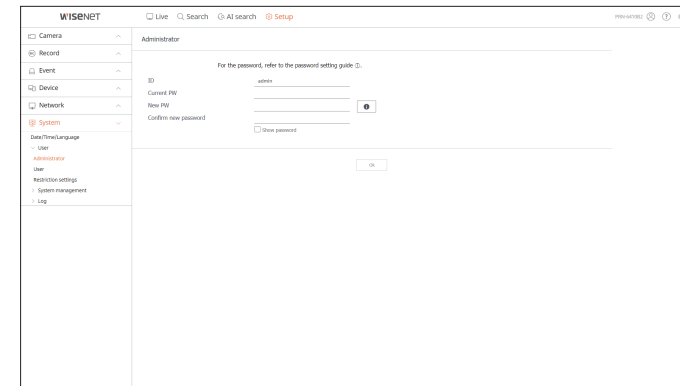 WISENET
Live Search AI search Setup
Camera
Record
Event
Device
Network
System
Date/Time/Language
User
Administrator
User
Restriction settings
System management
Log
Administrator
For the password, refer to the password setting guide
ID admin
Current PW
New PW
Confirm new password
Show password
Ok